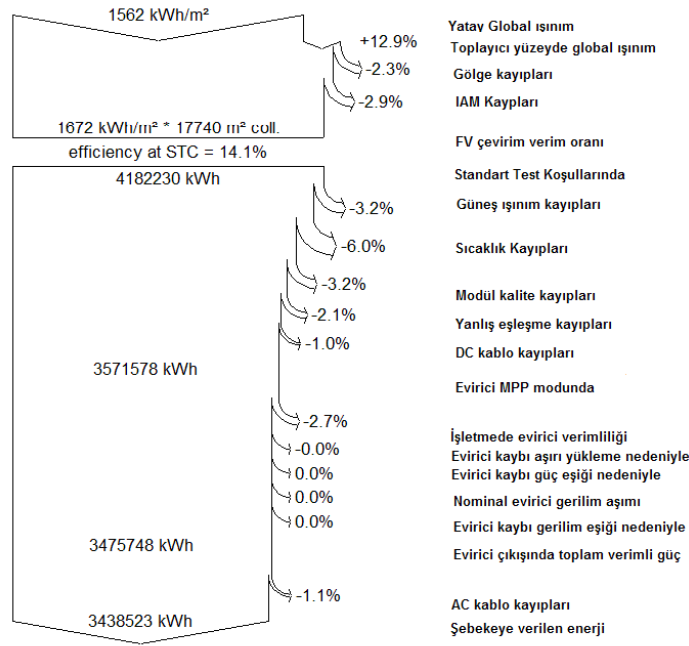 1562 kWh/m²
Yatay Global ışınım
+12.9%
Toplayıcı yüzeyde global ışınım
-2.3%
Gölge kayıpları
-2.9%
IAM Kaypları
1672 kWh/m² * 17740 m² coll.
FV çevirim verim oranı
efficiency at STC = 14.1%
4182230 kWh
Standart Test Koşullarında
-3.2%
Güneş ışınım kayıpları
-6.0%
Sıcaklık Kayıpları
-3.2%
Modül kalite kayıpları
-2.1%
Yanlış eşleşme kayıpları
-1.0%
DC kablo kayıpları
3571578 kWh
Evirici MPP modunda
-2.7%
İşletmede evirici verimliliği
-0.0%
Evirici kaybı aşırı yükleme nedeniyle
0.0%
Evirici kaybı güç eşiği nedeniyle
0.0%
Nominal evirici gerilim aşımı
0.0%
Evirici kaybı gerilim eşiği nedeniyle
3475748 kWh
Evirici çıkışında toplam verimli güç
-1.1%
AC kablo kayıpları
3438523 kWh
Şebekeye verilen enerji